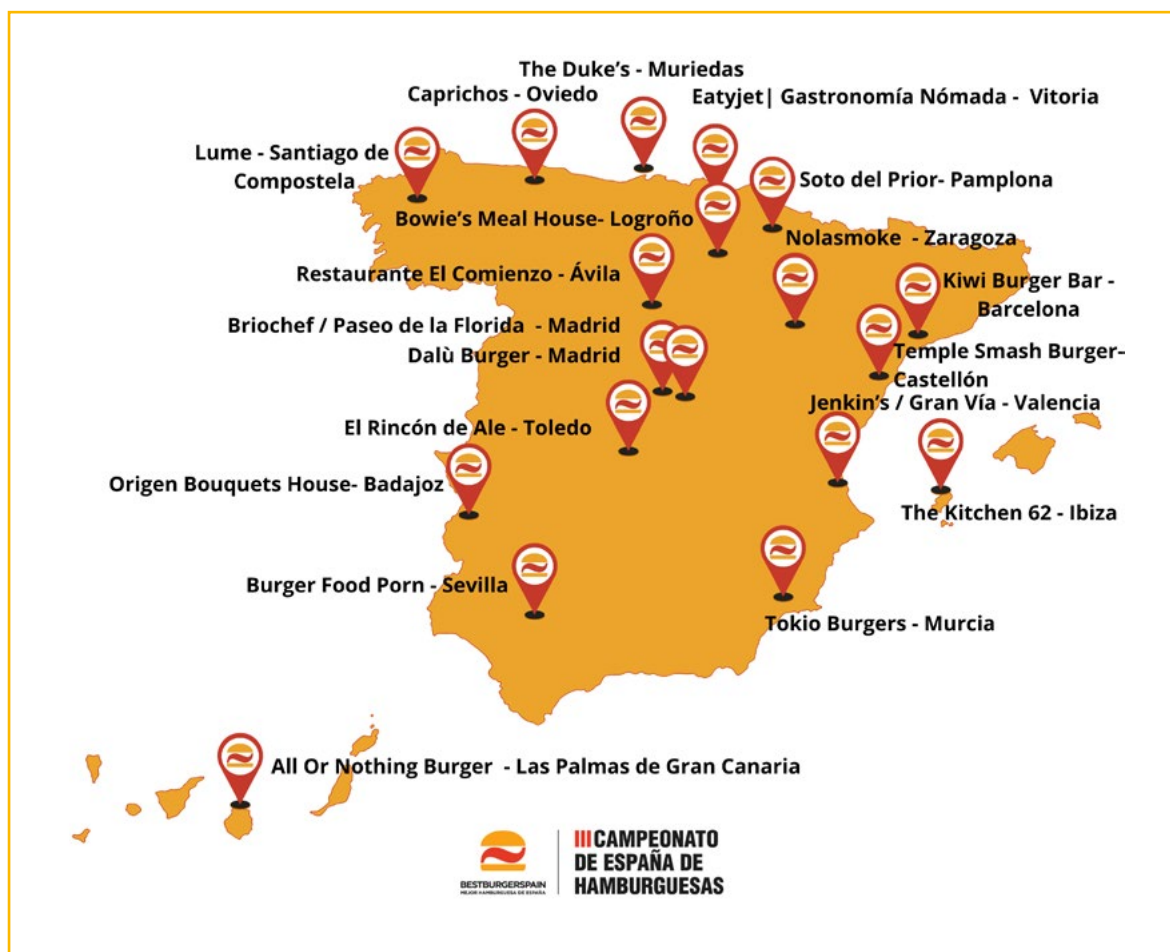 The Duke's - Muriedas
Caprichos - Oviedo
Eatyjet| Gastronomía Nómada - Vitoria
Lume - Santiago de
Compostela
Soto del Prior- Pamplona
Bowie's Meal House- Logroño
Nolasmoke - Zaragoza
Restaurante El Comienzo - Ávila
Kiwi Burger Bar -
Barcelona
Briochef / Paseo de la Florida - Madrid
Dalù Burger - Madrid
Temple Smash Burger-
Castellón
Jenkin's / Gran Vía - Valencia
El Rincón de Ale - Toledo
Origen Bouquets House- Badajoz
The Kitchen 62 - Ibiza
Burger Food Porn - Sevilla
Tokio Burgers - Murcia
All Or Nothing Burger - Las Palmas de Gran Canaria
BESTBURGERSPAIN
MEJOR HAMBURGUESA DE ESPAÑA
III CAMPEONATO
DE ESPAÑA DE
HAMBURGUESAS